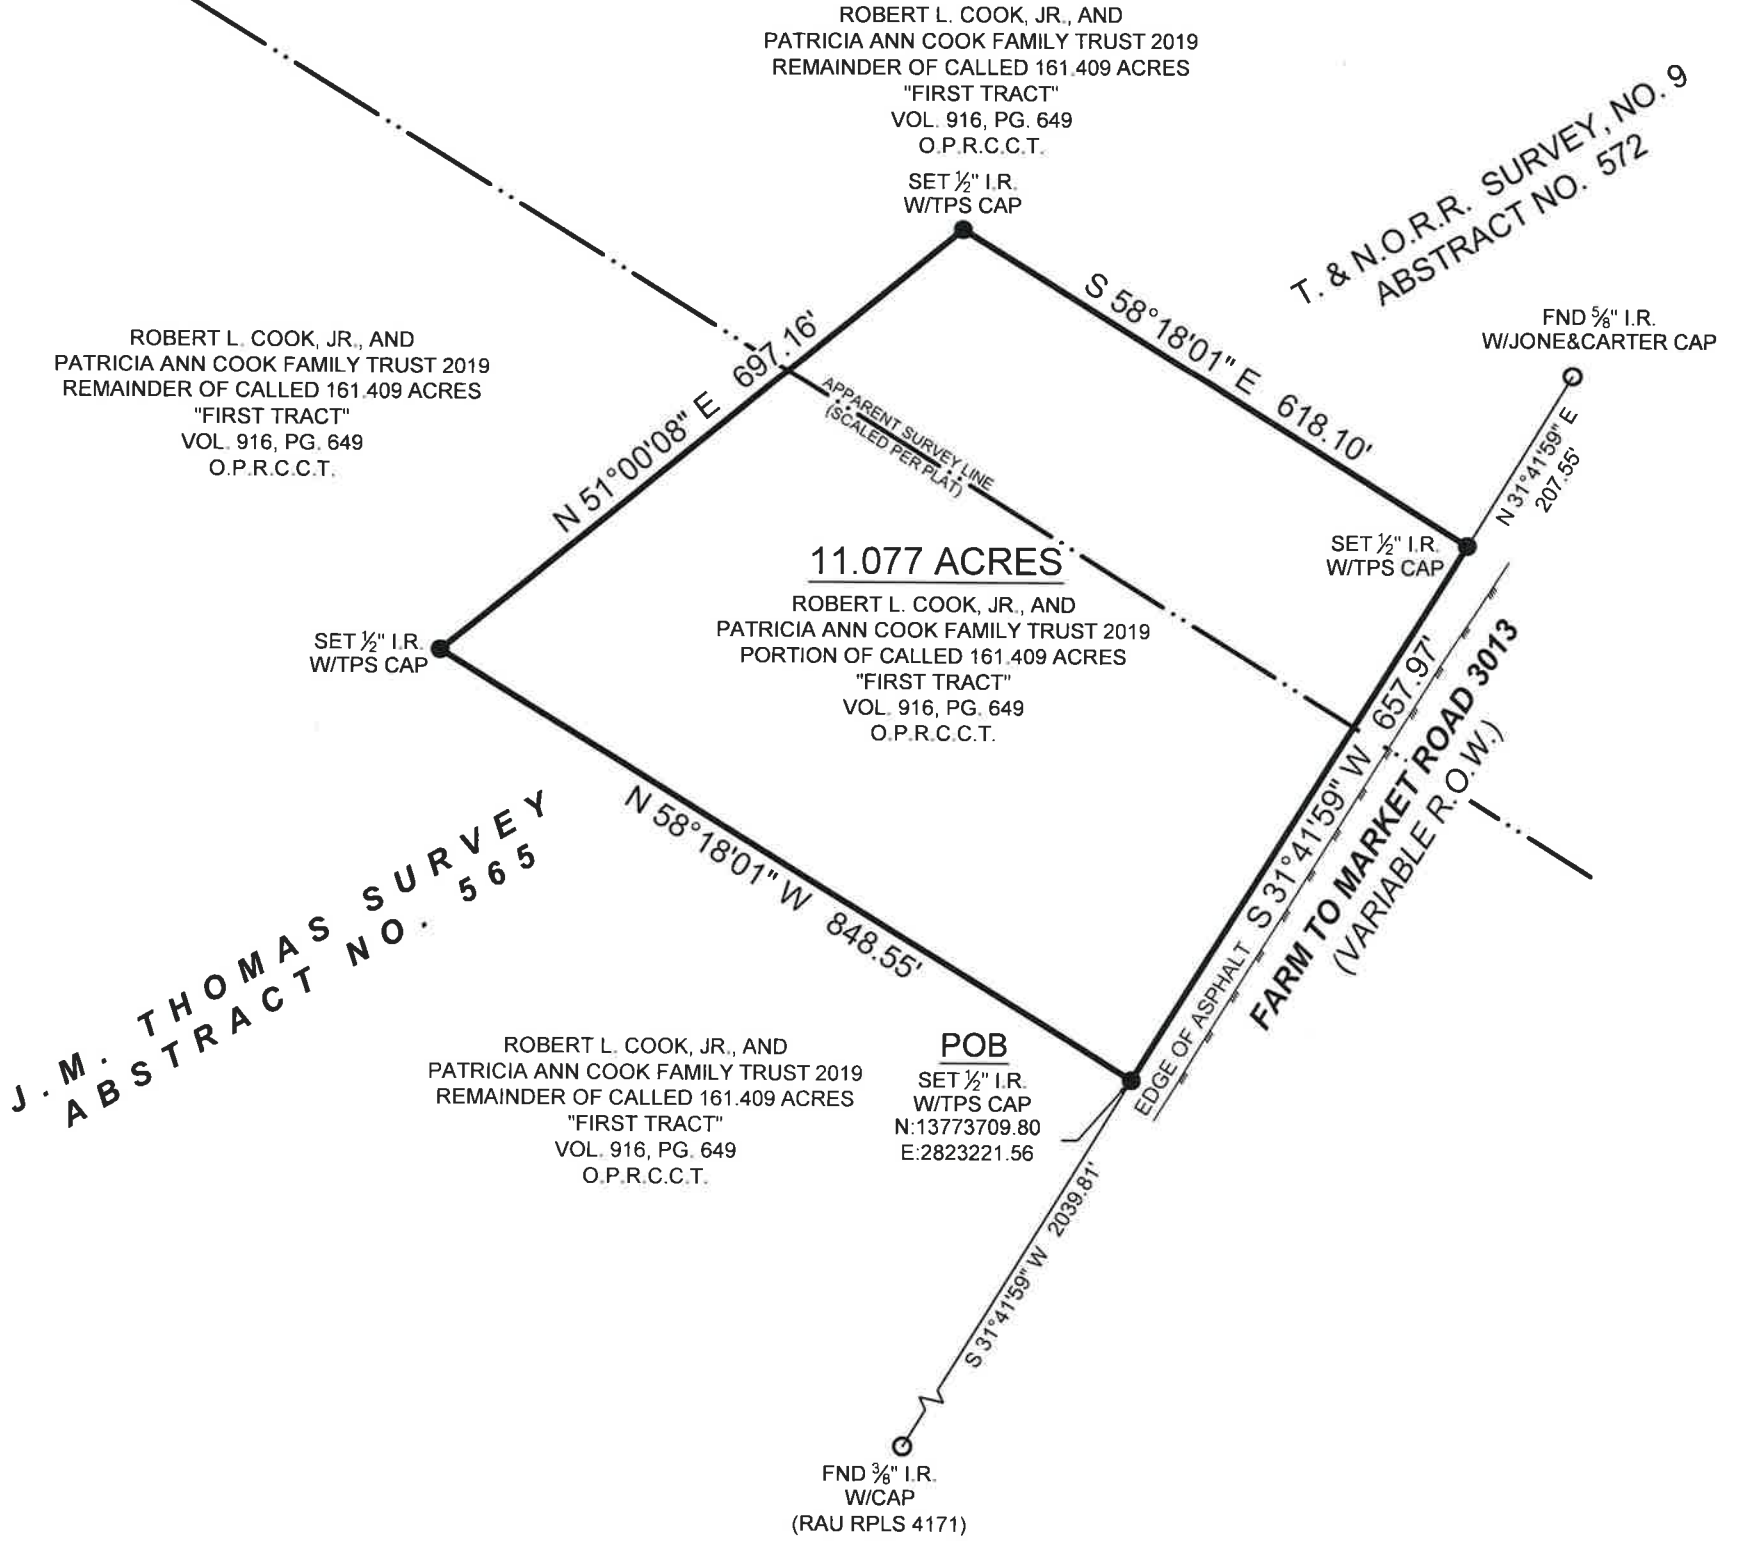 ROBERT L. COOK, JR., AND
PATRICIA ANN COOK FAMILY TRUST 2019
REMAINDER OF CALLED 161.409 ACRES
"FIRST TRACT"
VOL. 916, PG. 649
O.P.R.C.C.T.
SET ½" I.R.
W/TPS CAP
T. & N.O.R.R. SURVEY, NO. 9
ABSTRACT NO. 572
FND ⅝" I.R.
W/JONE&CARTER CAP
N 31°41'59" E
207.55'
S 58°18'01" E 618.10'
ROBERT L. COOK, JR., AND
PATRICIA ANN COOK FAMILY TRUST 2019
REMAINDER OF CALLED 161.409 ACRES
"FIRST TRACT"
VOL. 916, PG. 649
O.P.R.C.C.T.
N 51°00'08" E 697.16'
APPARENT SURVEY LINE
(SCALED PER PLAT)
SET ½" I.R.
W/TPS CAP
11.077 ACRES
ROBERT L. COOK, JR., AND
PATRICIA ANN COOK FAMILY TRUST 2019
PORTION OF CALLED 161.409 ACRES
"FIRST TRACT"
VOL. 916, PG. 649
O.P.R.C.C.T.
SET ½" I.R.
W/TPS CAP
S 31°41'59" W 657.97'
EDGE OF ASPHALT
FARM TO MARKET ROAD 3013
(VARIABLE R.O.W.)
N 58°18'01" W 848.55'
J.M. THOMAS SURVEY
ABSTRACT NO. 565
ROBERT L. COOK, JR., AND
PATRICIA ANN COOK FAMILY TRUST 2019
REMAINDER OF CALLED 161.409 ACRES
"FIRST TRACT"
VOL. 916, PG. 649
O.P.R.C.C.T.
POB
SET ½" I.R.
W/TPS CAP
N:13773709.80
E:2823221.56
S 31°41'59" W 2039.81'
FND ⅜" I.R.
W/CAP
(RAU RPLS 4171)